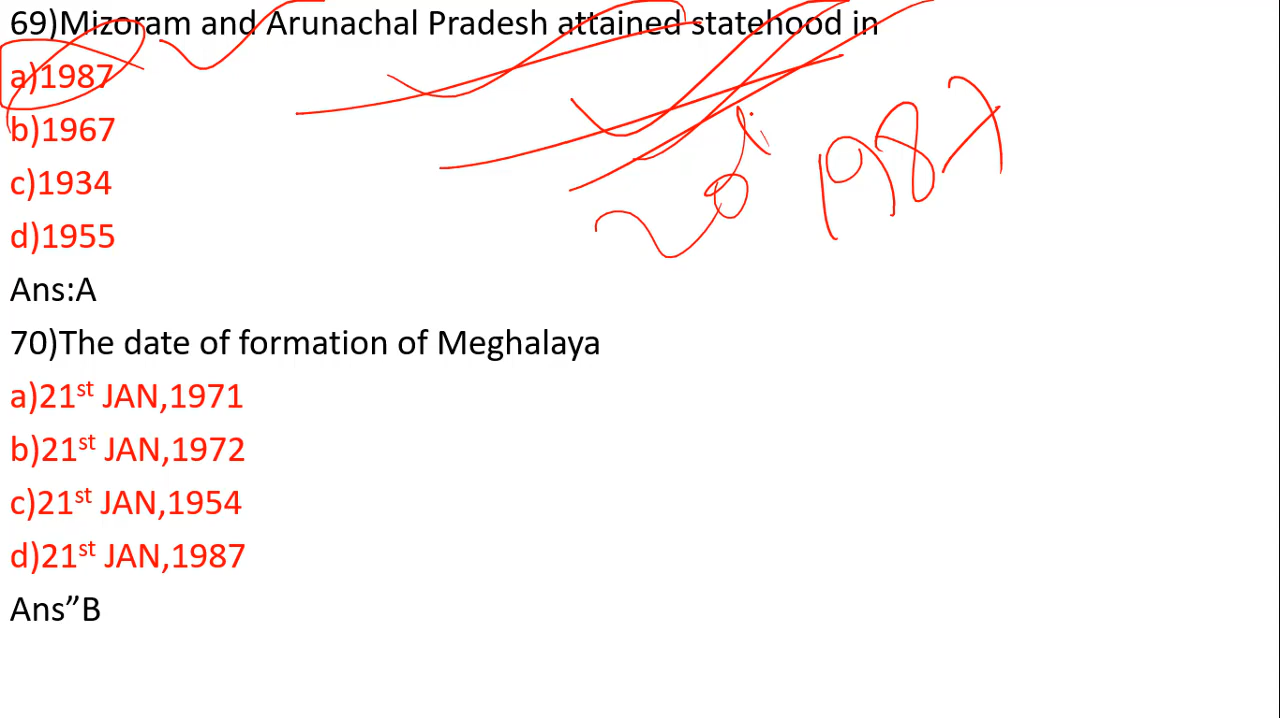 69)Mizoram and Arunachal Pradesh attained statehood in
a)1987
b)1967
c)1934
d)1955
1987
Ans:A
70)The date of formation of Meghalaya
a)21st JAN,1971
b)21st JAN,1972
c)21st JAN,1954
d)21st JAN,1987
Ans”B